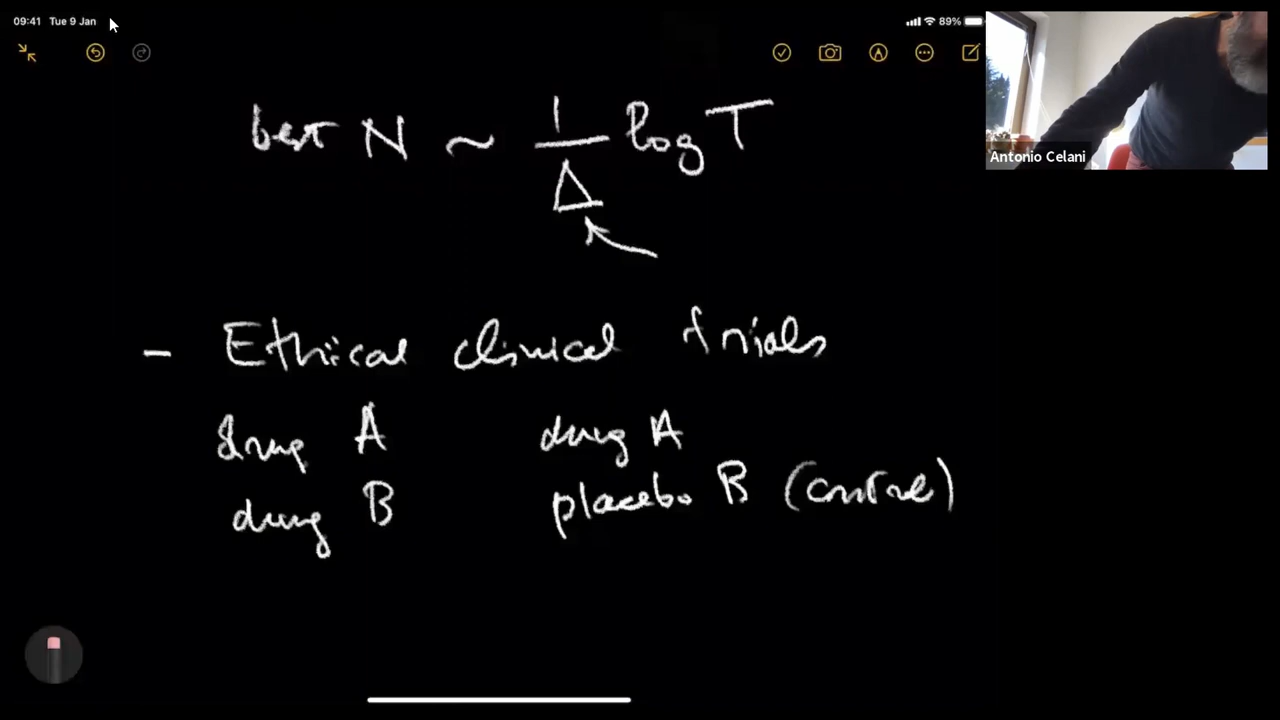 09:41 Tue 9 Jan
89%
Antonio Celani
best N ~ 1/Δ log T
- Ethical clinical trials
drug A drug A
drug B placebo B (control)